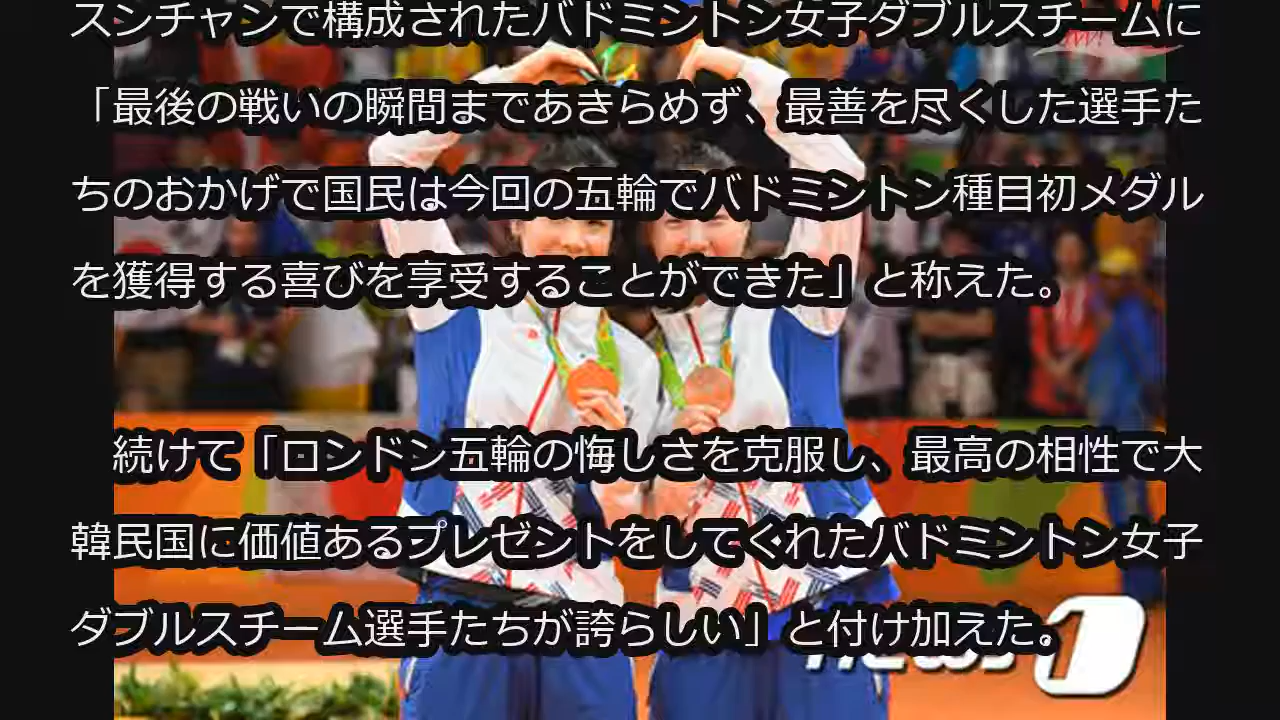 スンチャンで構成されたバドミントン女子ダブルスチームに
「最後の戦いの瞬間まであきらめず、最善を尽くした選手た
ちのおかげで国民は今回の五輪でバドミントン種目初メダル
を獲得する喜びを享受することができた」と称えた。
続けて「ロンドン五輪の悔しさを克服し、最高の相性で大
韓民国に価値あるプレゼントをしてくれたバドミントン女子
ダブルスチーム選手たちが誇らしい」と付け加えた。
news1